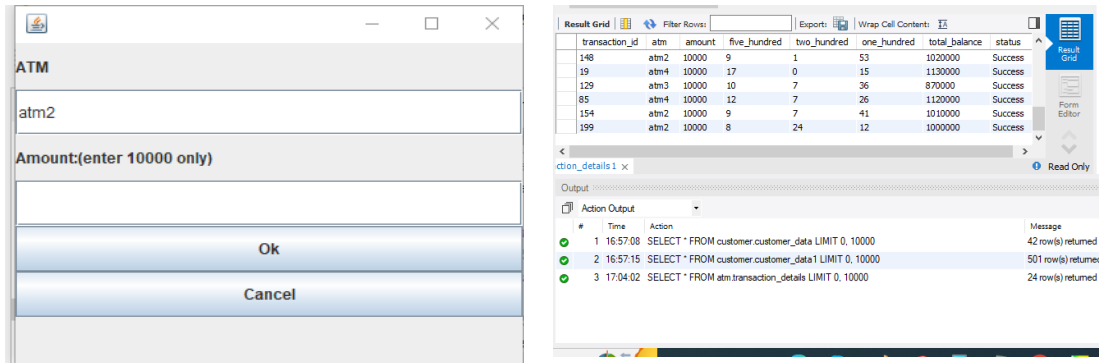 ATM
atm2
Amount:(enter 10000 only)
Ok
Cancel
Result Grid Filter Rows: Export: Wrap Cell Content:
transaction_id atm amount five_hundred two_hundred one_hundred total_balance status
148 atm2 10000 9 1 53 1020000 Success
19 atm4 10000 17 0 15 1130000 Success
129 atm3 10000 10 7 36 870000 Success
85 atm4 10000 12 7 26 1120000 Success
154 atm2 10000 9 7 41 1010000 Success
199 atm2 10000 8 24 12 1000000 Success
Result
Grid
Form
Editor
ction_details 1 Read Only
Output
Action Output
# Time Action Message
1 16:57:08 SELECT * FROM customer.customer_data LIMIT 0, 10000 42 row(s) returned
2 16:57:15 SELECT * FROM customer.customer_data1 LIMIT 0, 10000 501 row(s) returned
3 17:04:02 SELECT * FROM atm.transaction_details LIMIT 0, 10000 24 row(s) returned